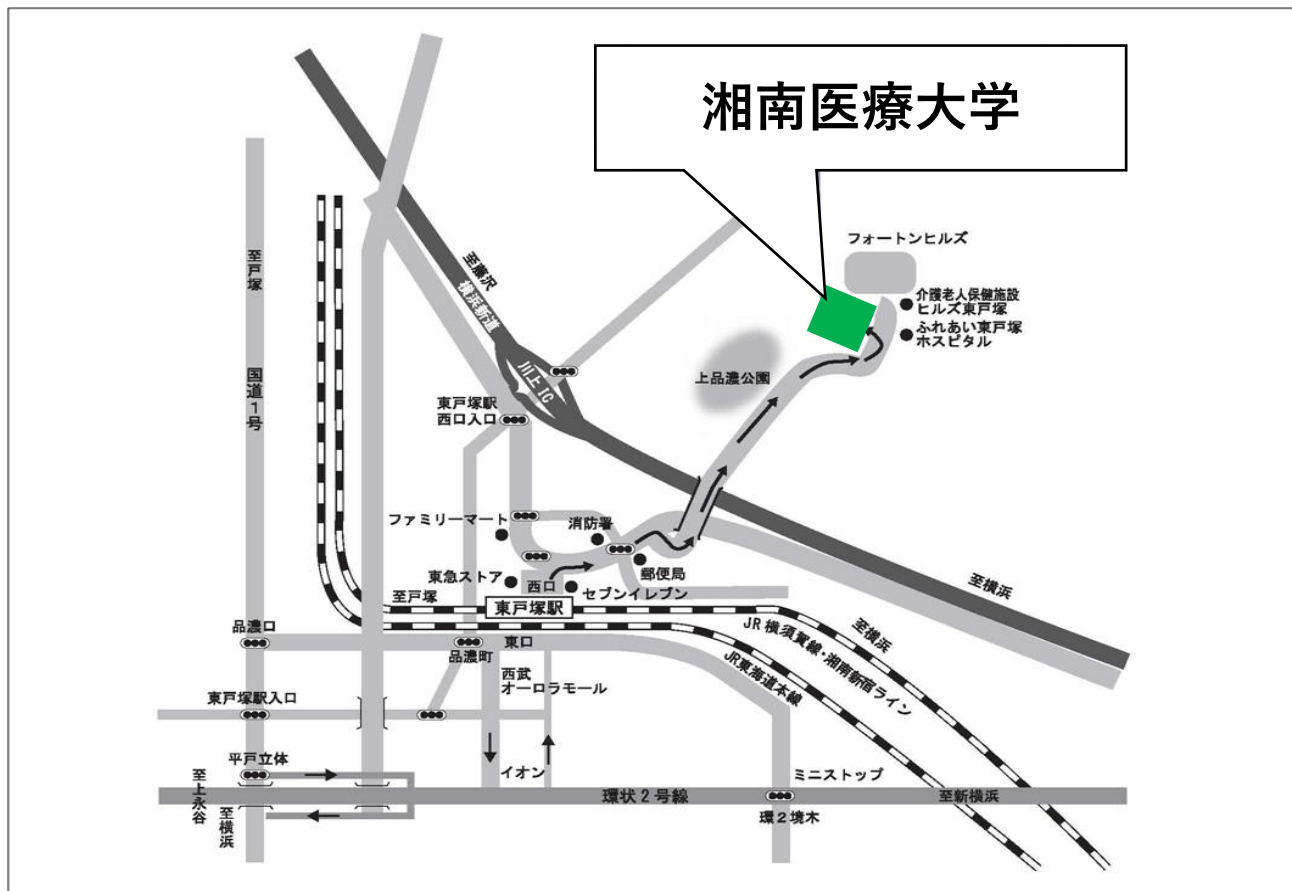 湘南医療大学
フォートンヒルズ
介護老人保健施設
ヒルズ東戸塚
ふれあい東戸塚
ホスピタル
至戸塚
国道1号
至藤沢
横浜新道
川上IC
上品濃公園
東戸塚駅
西口入口
ファミリーマート
消防署
郵便局
東急ストア
西口
セブンイレブン
至戸塚
東戸塚駅
至横浜
至横浜
JR横須賀線・湘南新宿ライン
JR東海道本線
品濃口
品濃町
東口
西武
オーロラモール
東戸塚駅入口
平戸立体
イオン
ミニストップ
至上永谷
至横浜
環状2号線
至新横浜
環2境木